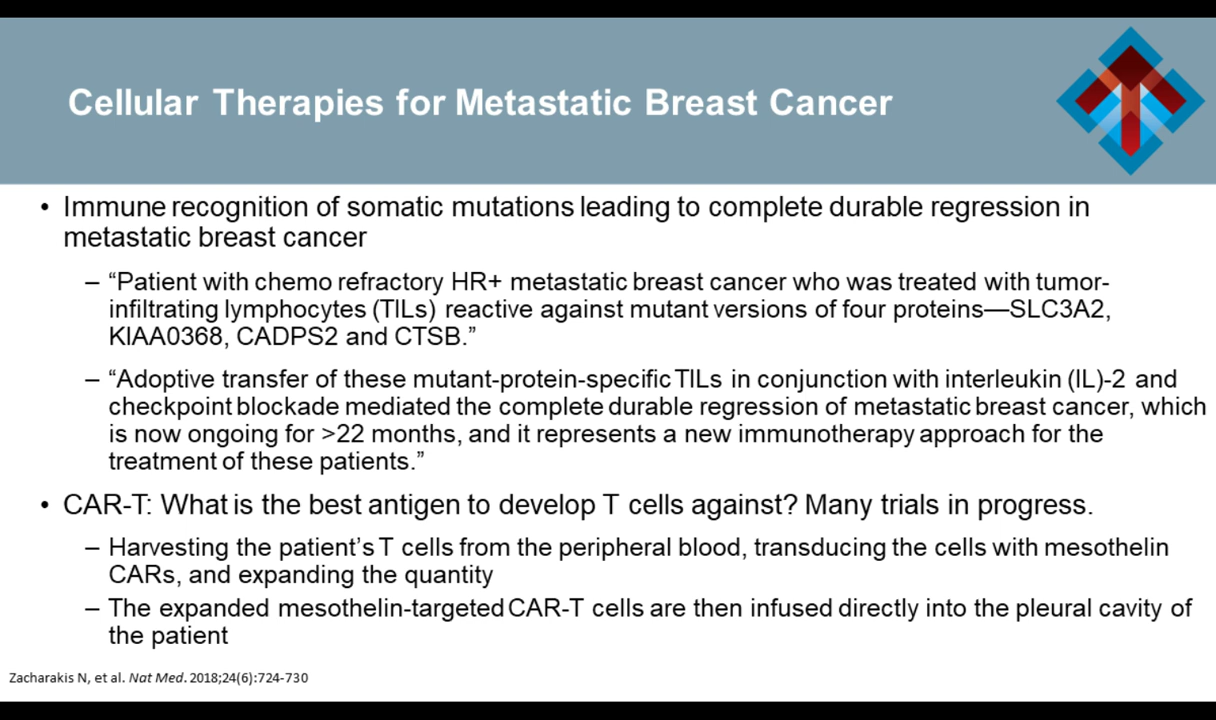 Cellular Therapies for Metastatic Breast Cancer
• Immune recognition of somatic mutations leading to complete durable regression in
metastatic breast cancer
– “Patient with chemo refractory HR+ metastatic breast cancer who was treated with tumor-
infiltrating lymphocytes (TILs) reactive against mutant versions of four proteins—SLC3A2,
KIAA0368, CADPS2 and CTSB.”
– “Adoptive transfer of these mutant-protein-specific TILs in conjunction with interleukin (IL)-2 and
checkpoint blockade mediated the complete durable regression of metastatic breast cancer, which
is now ongoing for >22 months, and it represents a new immunotherapy approach for the
treatment of these patients.”
• CAR-T: What is the best antigen to develop T cells against? Many trials in progress.
– Harvesting the patient’s T cells from the peripheral blood, transducing the cells with mesothelin
CARs, and expanding the quantity
– The expanded mesothelin-targeted CAR-T cells are then infused directly into the pleural cavity of
the patient
Zacharakis N, et al. Nat Med. 2018;24(6):724-730